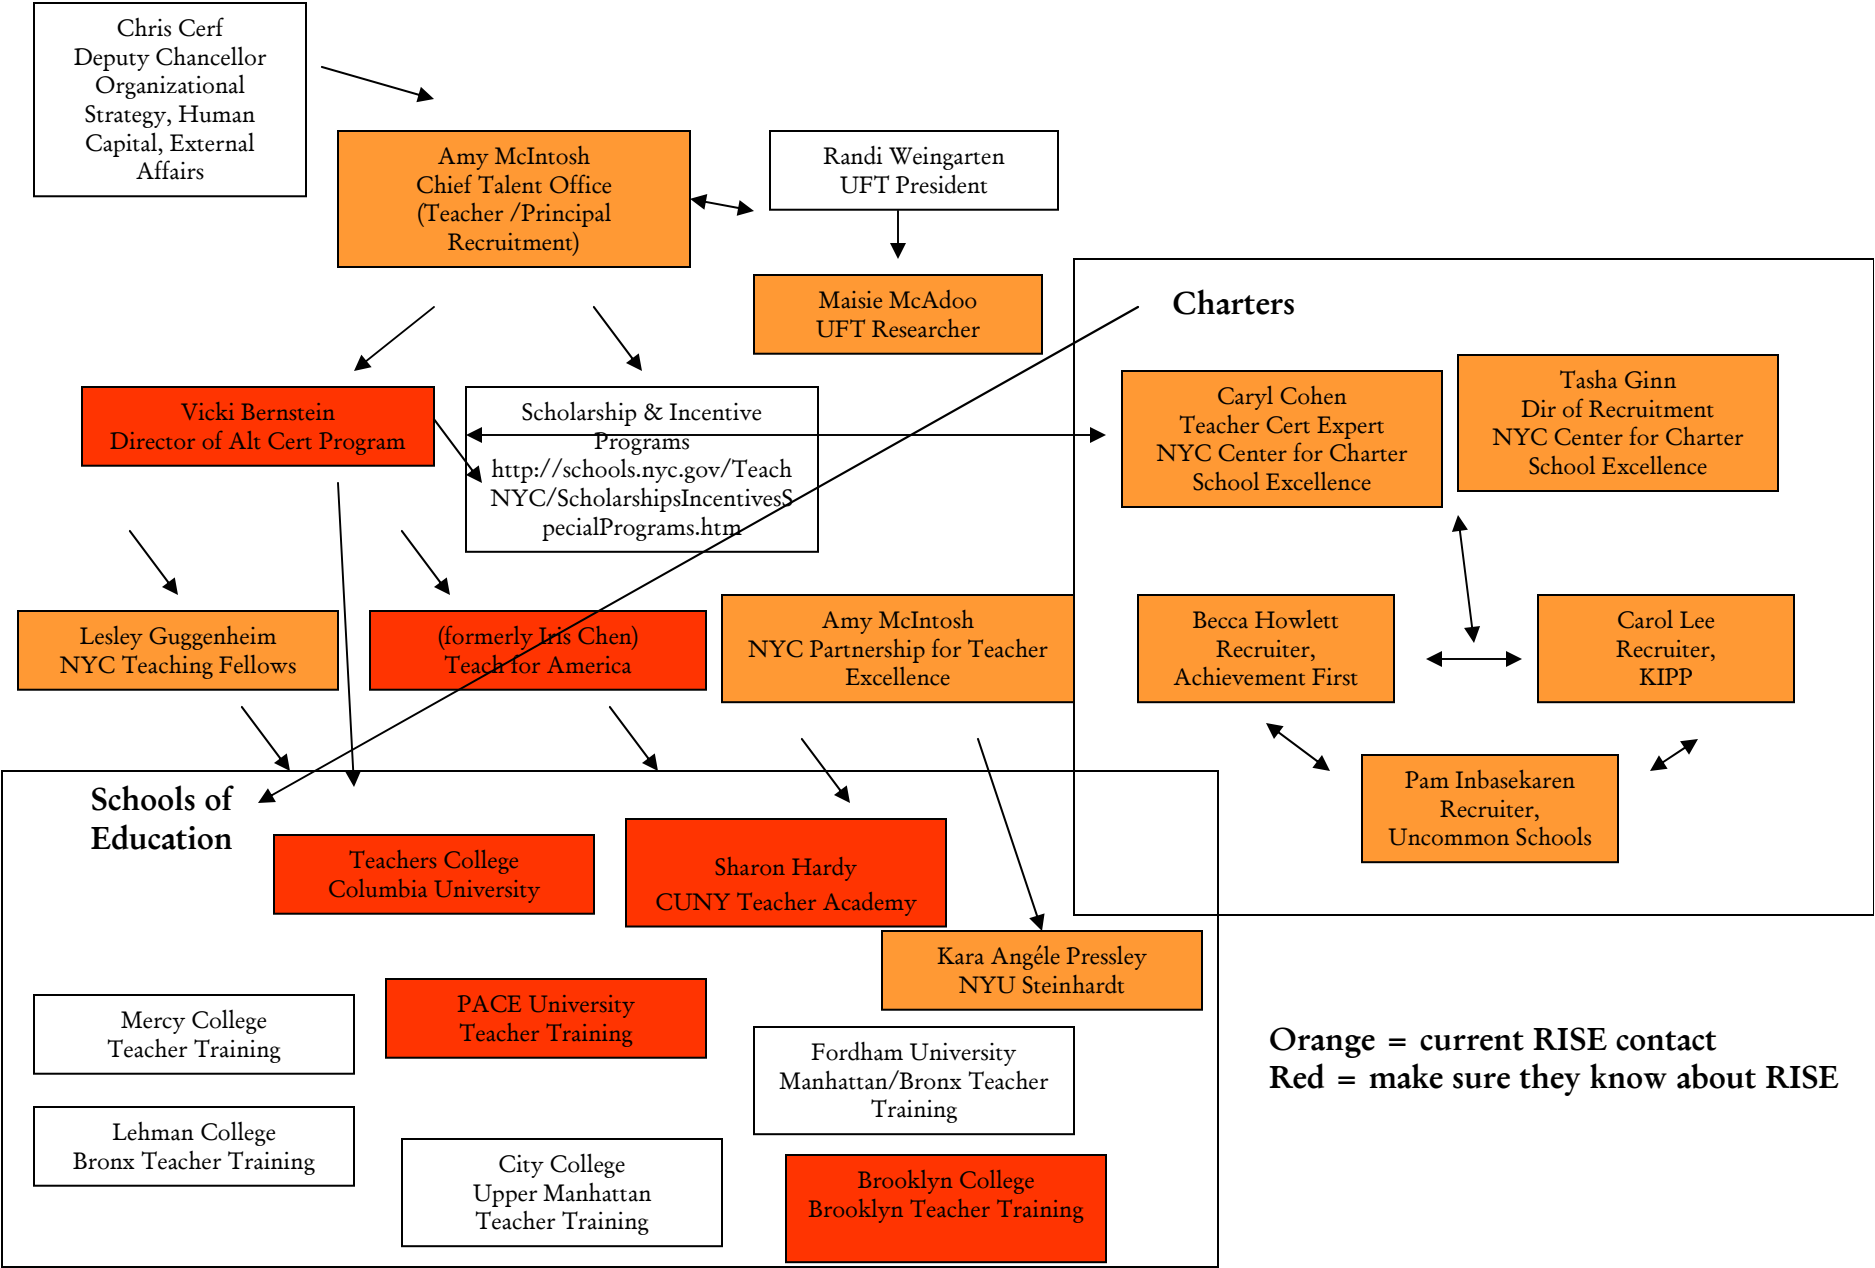 Chris Cerf
Deputy Chancellor
Organizational
Strategy, Human
Capital, External
Affairs
Amy McIntosh
Chief Talent Office
(Teacher /Principal
Recruitment)
Randi Weingarten
UFT President
Maisie McAdoo
UFT Researcher
Charters
Vicki Bernstein
Director of Alt Cert Program
Scholarship & Incentive
Programs
http://schools.nyc.gov/Teach
NYC/ScholarshipsIncentivesS
pecialPrograms.htm
Caryl Cohen
Teacher Cert Expert
NYC Center for Charter
School Excellence
Tasha Ginn
Dir of Recruitment
NYC Center for Charter
School Excellence
Lesley Guggenheim
NYC Teaching Fellows
(formerly Iris Chen)
Teach for America
Amy McIntosh
NYC Partnership for Teacher
Excellence
Becca Howlett
Recruiter,
Achievement First
Carol Lee
Recruiter,
KIPP
Pam Inbasekaren
Recruiter,
Uncommon Schools
Schools of
Education
Teachers College
Columbia University
Sharon Hardy
CUNY Teacher Academy
Kara Angéle Pressley
NYU Steinhardt
Mercy College
Teacher Training
PACE University
Teacher Training
Fordham University
Manhattan/Bronx Teacher
Training
Lehman College
Bronx Teacher Training
City College
Upper Manhattan
Teacher Training
Brooklyn College
Brooklyn Teacher Training
Orange = current RISE contact
Red = make sure they know about RISE